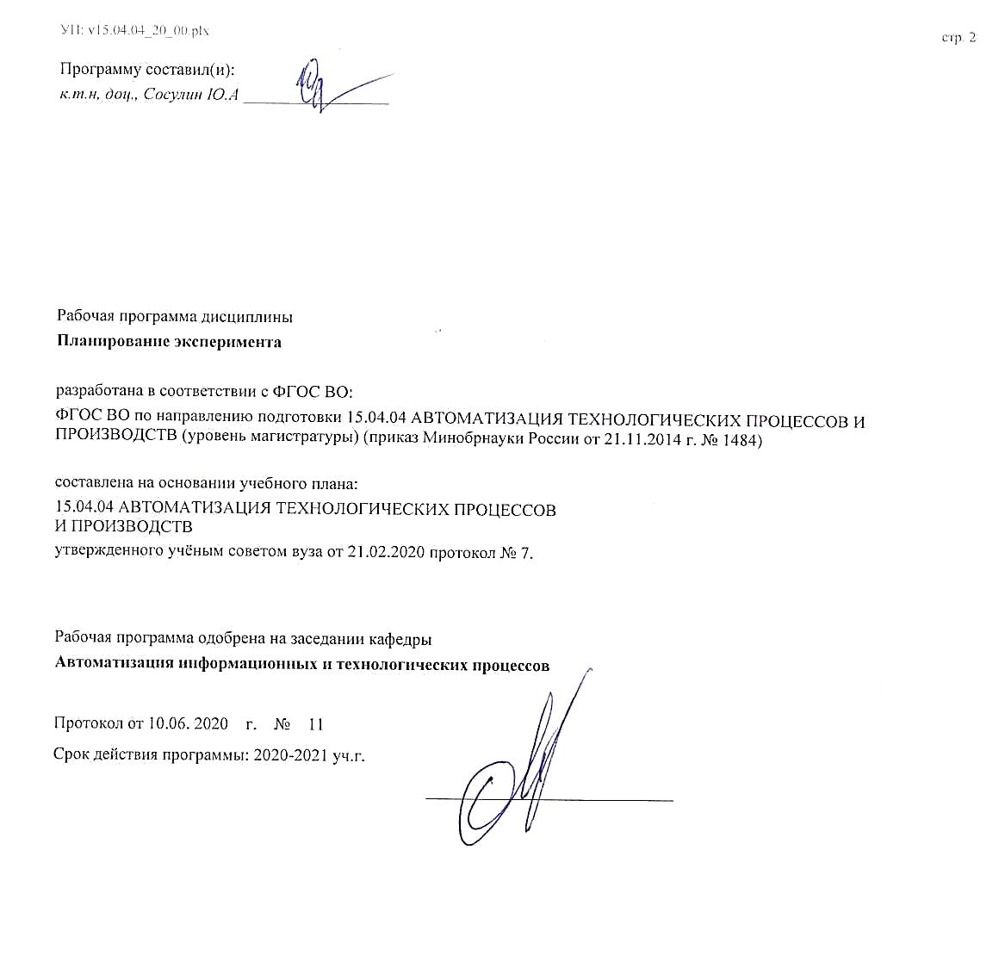 УП: v15.04.04_20_00.plx
стр. 2
Программу составил(и):
к.т.н, доц., Сосулин Ю.А
Рабочая программа дисциплины
Планирование эксперимента
разработана в соответствии с ФГОС ВО:
ФГОС ВО по направлению подготовки 15.04.04 АВТОМАТИЗАЦИЯ ТЕХНОЛОГИЧЕСКИХ ПРОЦЕССОВ И
ПРОИЗВОДСТВ (уровень магистратуры) (приказ Минобрнауки России от 21.11.2014 г. № 1484)
составлена на основании учебного плана:
15.04.04 АВТОМАТИЗАЦИЯ ТЕХНОЛОГИЧЕСКИХ ПРОЦЕССОВ
И ПРОИЗВОДСТВ
утвержденного учёным советом вуза от 21.02.2020 протокол № 7.
Рабочая программа одобрена на заседании кафедры
Автоматизация информационных и технологических процессов
Протокол от 10.06. 2020 г. № 11
Срок действия программы: 2020-2021 уч.г.